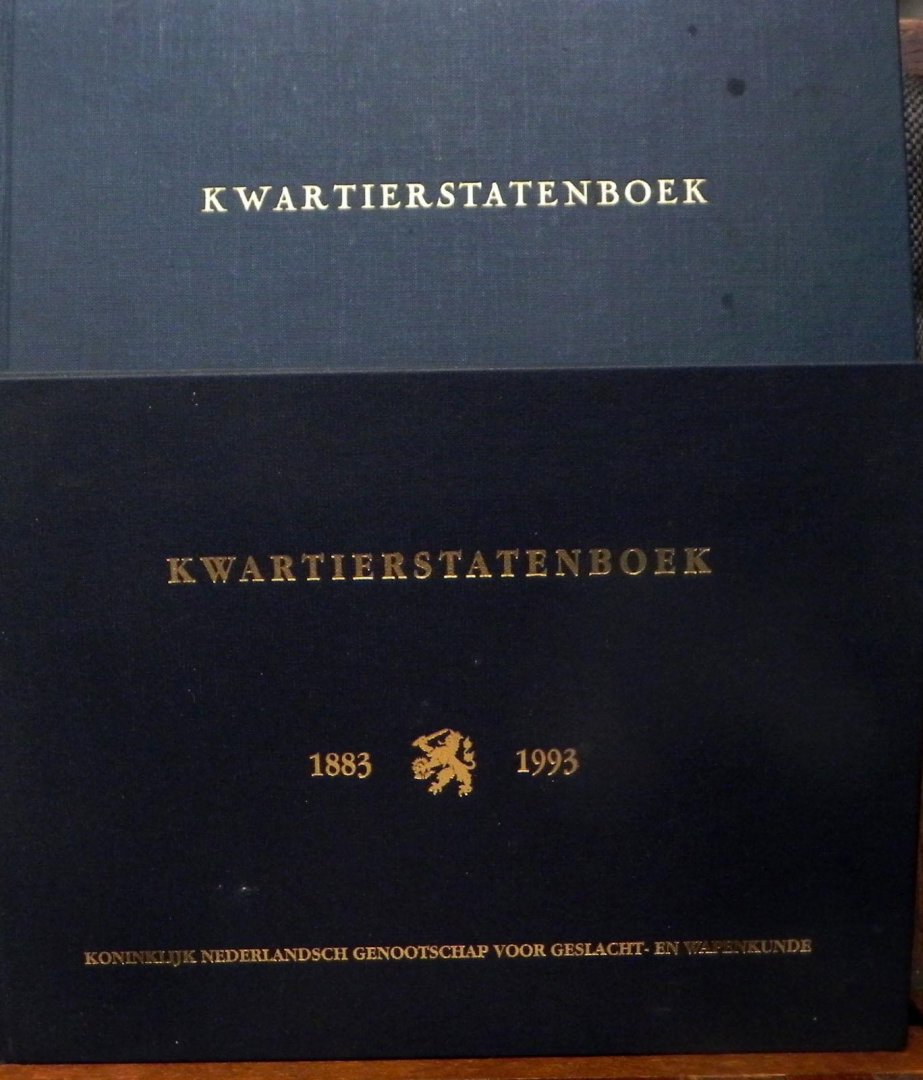 KWARTIERSTATENBOEK
KWARTIERSTATENBOEK
1883 1993
KONINKLIJK NEDERLANDSCH GENOOTSCHAP VOOR GESLACHT- EN WAPENKUNDE